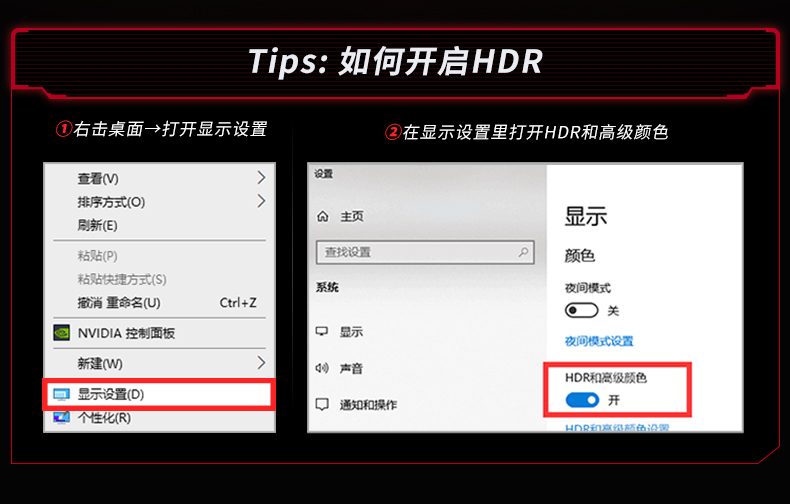 Tips: 如何开启HDR
①右击桌面→打开显示设置
②在显示设置里打开HDR和高级颜色
查看(V)
排序方式(O)
刷新(E)
粘贴(P)
粘贴快捷方式(S)
撤消 重命名(U) Ctrl+Z
NVIDIA 控制面板
新建(W)
显示设置(D)
个性化(R)
设置
主页
查找设置
系统
显示
声音
通知和操作
显示
颜色
夜间模式
关
夜间模式设置
HDR和高级颜色
开
HDR和高级颜色设置